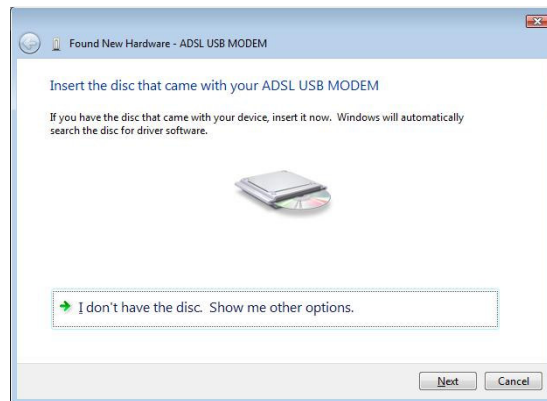 Found New Hardware - ADSL USB MODEM
Insert the disc that came with your ADSL USB MODEM
If you have the disc that came with your device, insert it now.  Windows will automatically
search the disc for driver software.
I don't have the disc.  Show me other options.
Next
Cancel